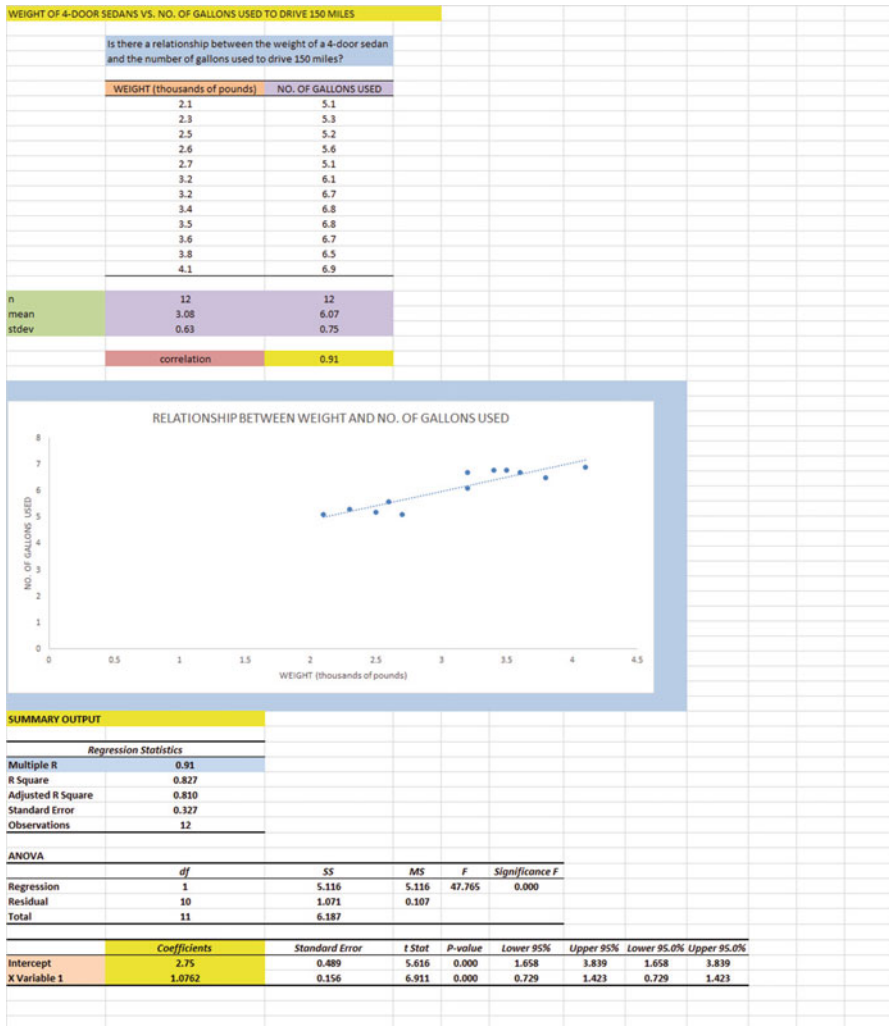 WEIGHT OF 4-DOOR SEDANS VS. NO. OF GALLONS USED TO DRIVE 150 MILES
Is there a relationship between the weight of a 4-door sedan
and the number of gallons used to drive 150 miles?
WEIGHT (thousands of pounds) NO. OF GALLONS USED
2.1 5.1
2.3 5.3
2.5 5.2
2.6 5.6
2.7 5.1
3.2 6.1
3.2 6.7
3.4 6.8
3.5 6.8
3.6 6.7
3.8 6.5
4.1 6.9
n 12 12
mean 3.08 6.07
stdev 0.63 0.75
correlation 0.91
RELATIONSHIP BETWEEN WEIGHT AND NO. OF GALLONS USED
8
7
6
5
4
3
2
1
0
NO. OF GALLONS USED
0 0.5 1 1.5 2 2.5 3 3.5 4 4.5
WEIGHT (thousands of pounds)
SUMMARY OUTPUT
Regression Statistics
Multiple R 0.91
R Square 0.827
Adjusted R Square 0.810
Standard Error 0.327
Observations 12
ANOVA
df SS MS F Significance F
Regression 1 5.116 5.116 47.765 0.000
Residual 10 1.071 0.107
Total 11 6.187
Coefficients Standard Error t Stat P-value Lower 95% Upper 95% Lower 95.0% Upper 95.0%
Intercept 2.75 0.489 5.616 0.000 1.658 3.839 1.658 3.839
X Variable 1 1.0762 0.156 6.911 0.000 0.729 1.423 0.729 1.423